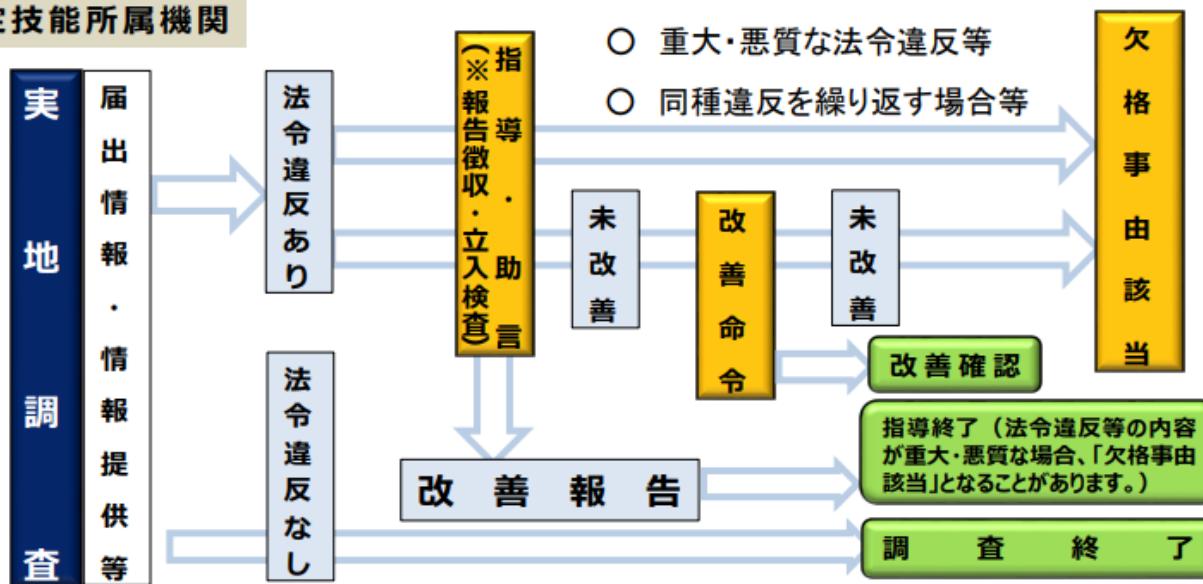 定技能所属機関
実地調査
届出情報・情報提供等
法令違反あり
指導・助言
(※報告徴収・立入検査)
○ 重大・悪質な法令違反等
○ 同種違反を繰り返す場合等
未改善
改善命令
未改善
欠格事由該当
改善確認
法令違反なし
改善報告
指導終了（法令違反等の内容
が重大・悪質な場合、「欠格事由
該当」となることがあります。）
調査終了